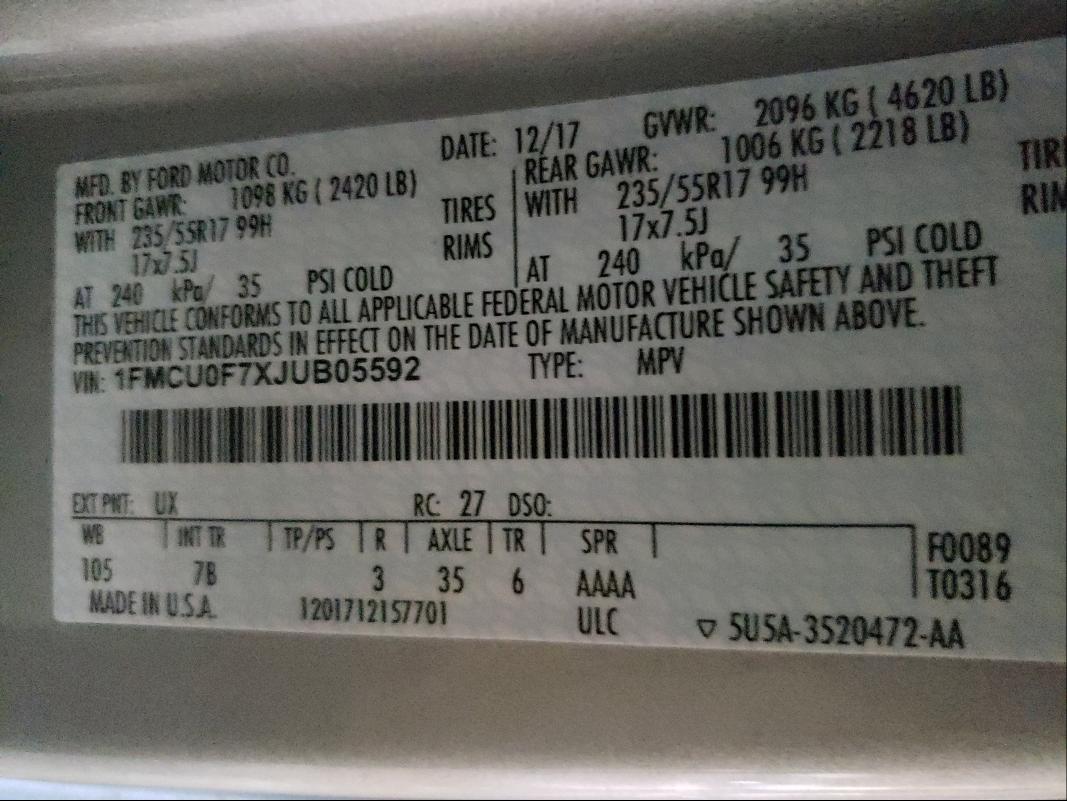 MFD. BY FORD MOTOR CO. DATE: 12/17 GVWR: 2096 KG ( 4620 LB)
FRONT GAWR: 1098 KG ( 2420 LB) REAR GAWR: 1006 KG ( 2218 LB)
WITH 235/55R17 99H TIRES WITH 235/55R17 99H TIR
17x7.5J RIMS 17x7.5J RIM
AT 240 kPa/ 35 PSI COLD AT 240 kPa/ 35 PSI COLD
THIS VEHICLE CONFORMS TO ALL APPLICABLE FEDERAL MOTOR VEHICLE SAFETY AND THEFT
PREVENTION STANDARDS IN EFFECT ON THE DATE OF MANUFACTURE SHOWN ABOVE.
VIN: 1FMCU0F7XJUB05592 TYPE: MPV
EXT PNT: UX RC: 27 DSO:
WB INT TR TP/PS R AXLE TR SPR F0089
105 7B 3 35 6 AAAA T0316
MADE IN U.S.A. 1201712157701 ULC ▽ 5U5A-3520472-AA